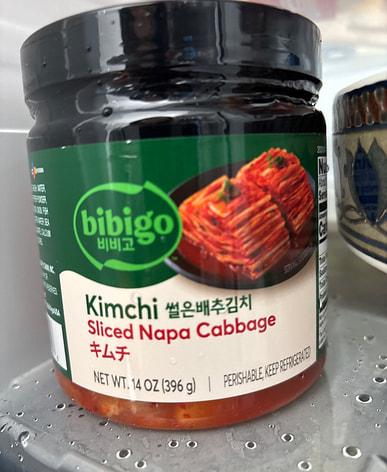 bibigo
비비고
Kimchi 썰은배추김치
Sliced Napa Cabbage
キムチ
NET WT. 14 OZ (396 g) | PERISHABLE, KEEP REFRIGERATED